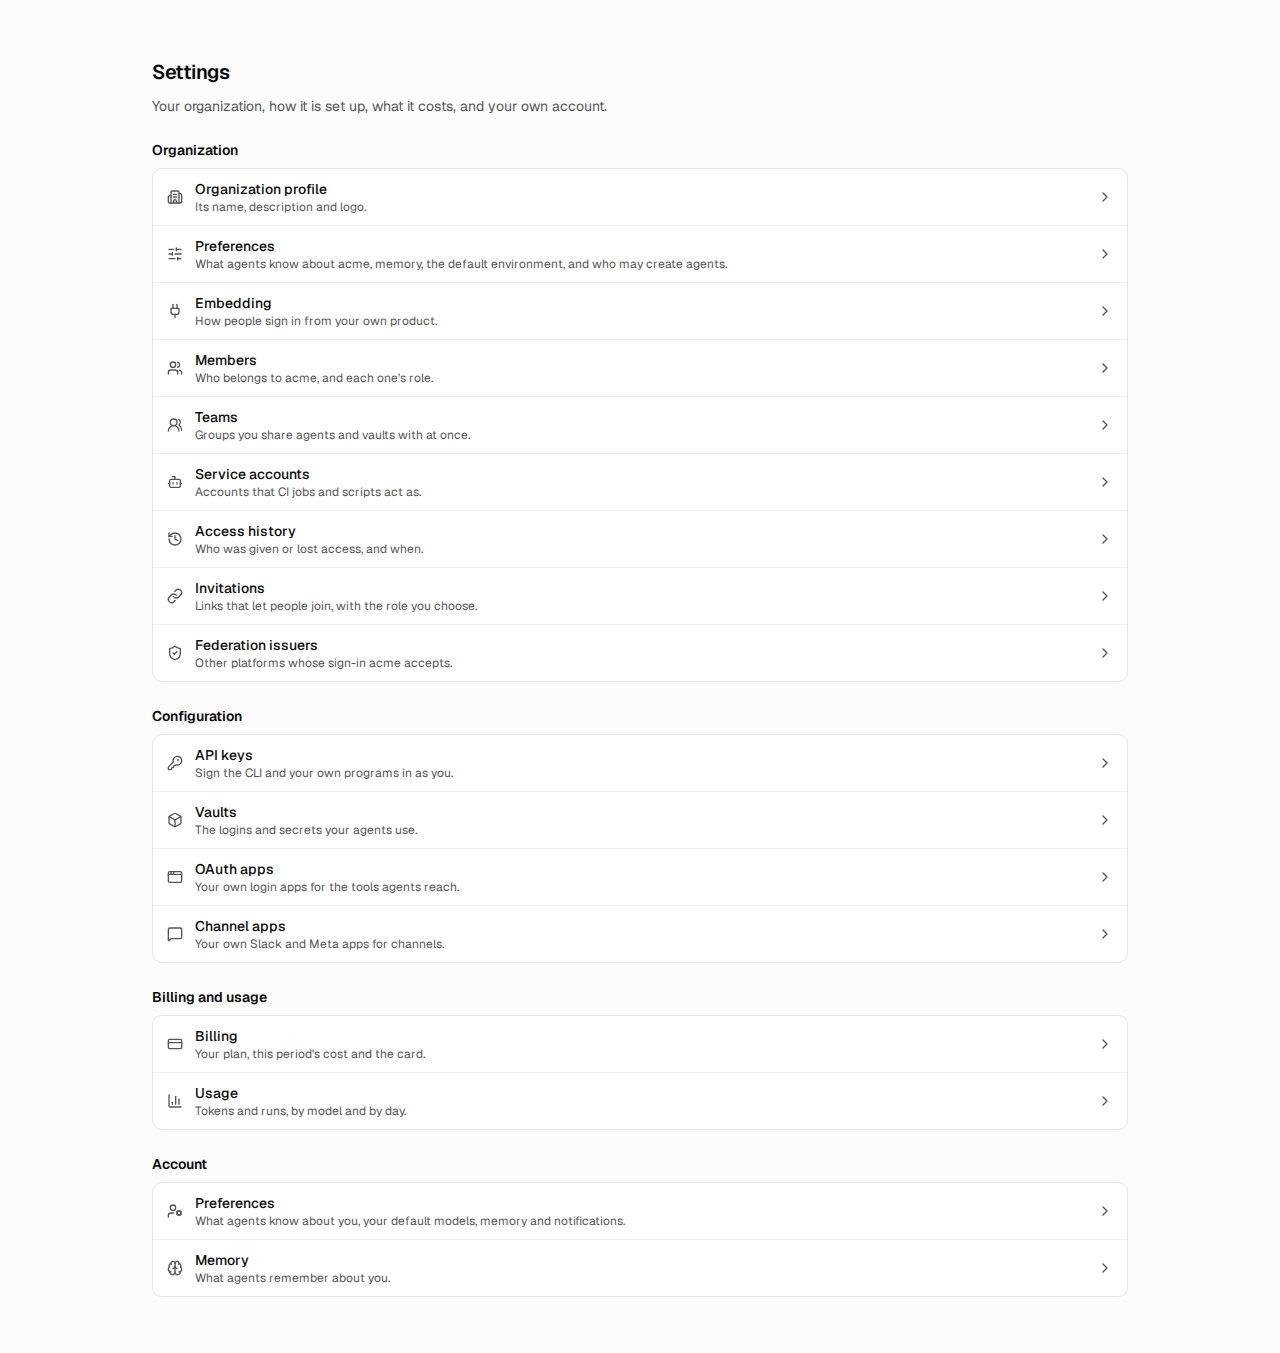 Settings
Your organization, how it is set up, what it costs, and your own account.
Organization
Organization profile
Its name, description and logo.
Preferences
What agents know about acme, memory, the default environment, and who may create agents.
Embedding
How people sign in from your own product.
Members
Who belongs to acme, and each one's role.
Teams
Groups you share agents and vaults with at once.
Service accounts
Accounts that CI jobs and scripts act as.
Access history
Who was given or lost access, and when.
Invitations
Links that let people join, with the role you choose.
Federation issuers
Other platforms whose sign-in acme accepts.
Configuration
API keys
Sign the CLI and your own programs in as you.
Vaults
The logins and secrets your agents use.
OAuth apps
Your own login apps for the tools agents reach.
Channel apps
Your own Slack and Meta apps for channels.
Billing and usage
Billing
Your plan, this period's cost and the card.
Usage
Tokens and runs, by model and by day.
Account
Preferences
What agents know about you, your default models, memory and notifications.
Memory
What agents remember about you.